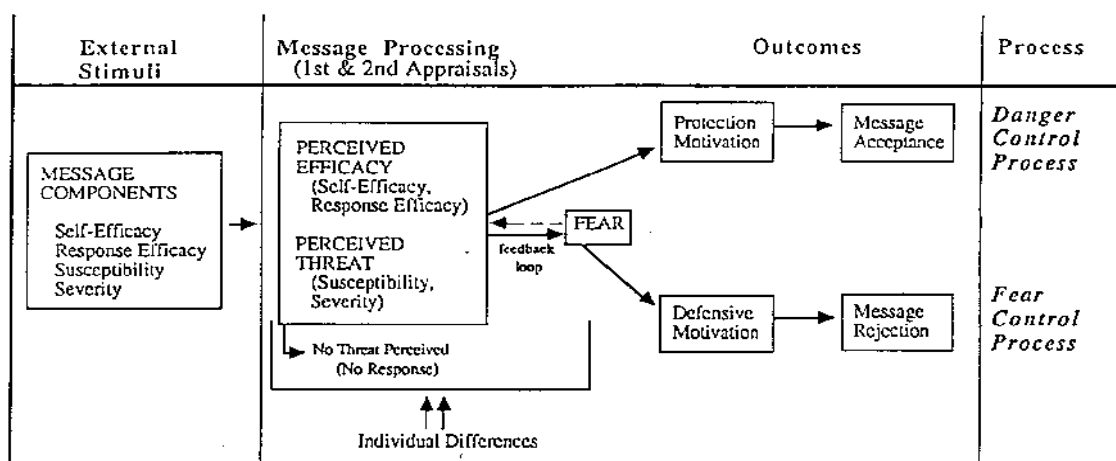 External
Stimuli
Message Processing
(1st & 2nd Appraisals)
Outcomes
Process
MESSAGE
COMPONENTS
Self-Efficacy
Response Efficacy
Susceptibility
Severity
PERCEIVED
EFFICACY
(Self-Efficacy,
Response Efficacy)
PERCEIVED
THREAT
(Susceptibility,
Severity)
No Threat Perceived
(No Response)
Individual Differences
feedback
loop
FEAR
Protection
Motivation
Message
Acceptance
Defensive
Motivation
Message
Rejection
Danger
Control
Process
Fear
Control
Process